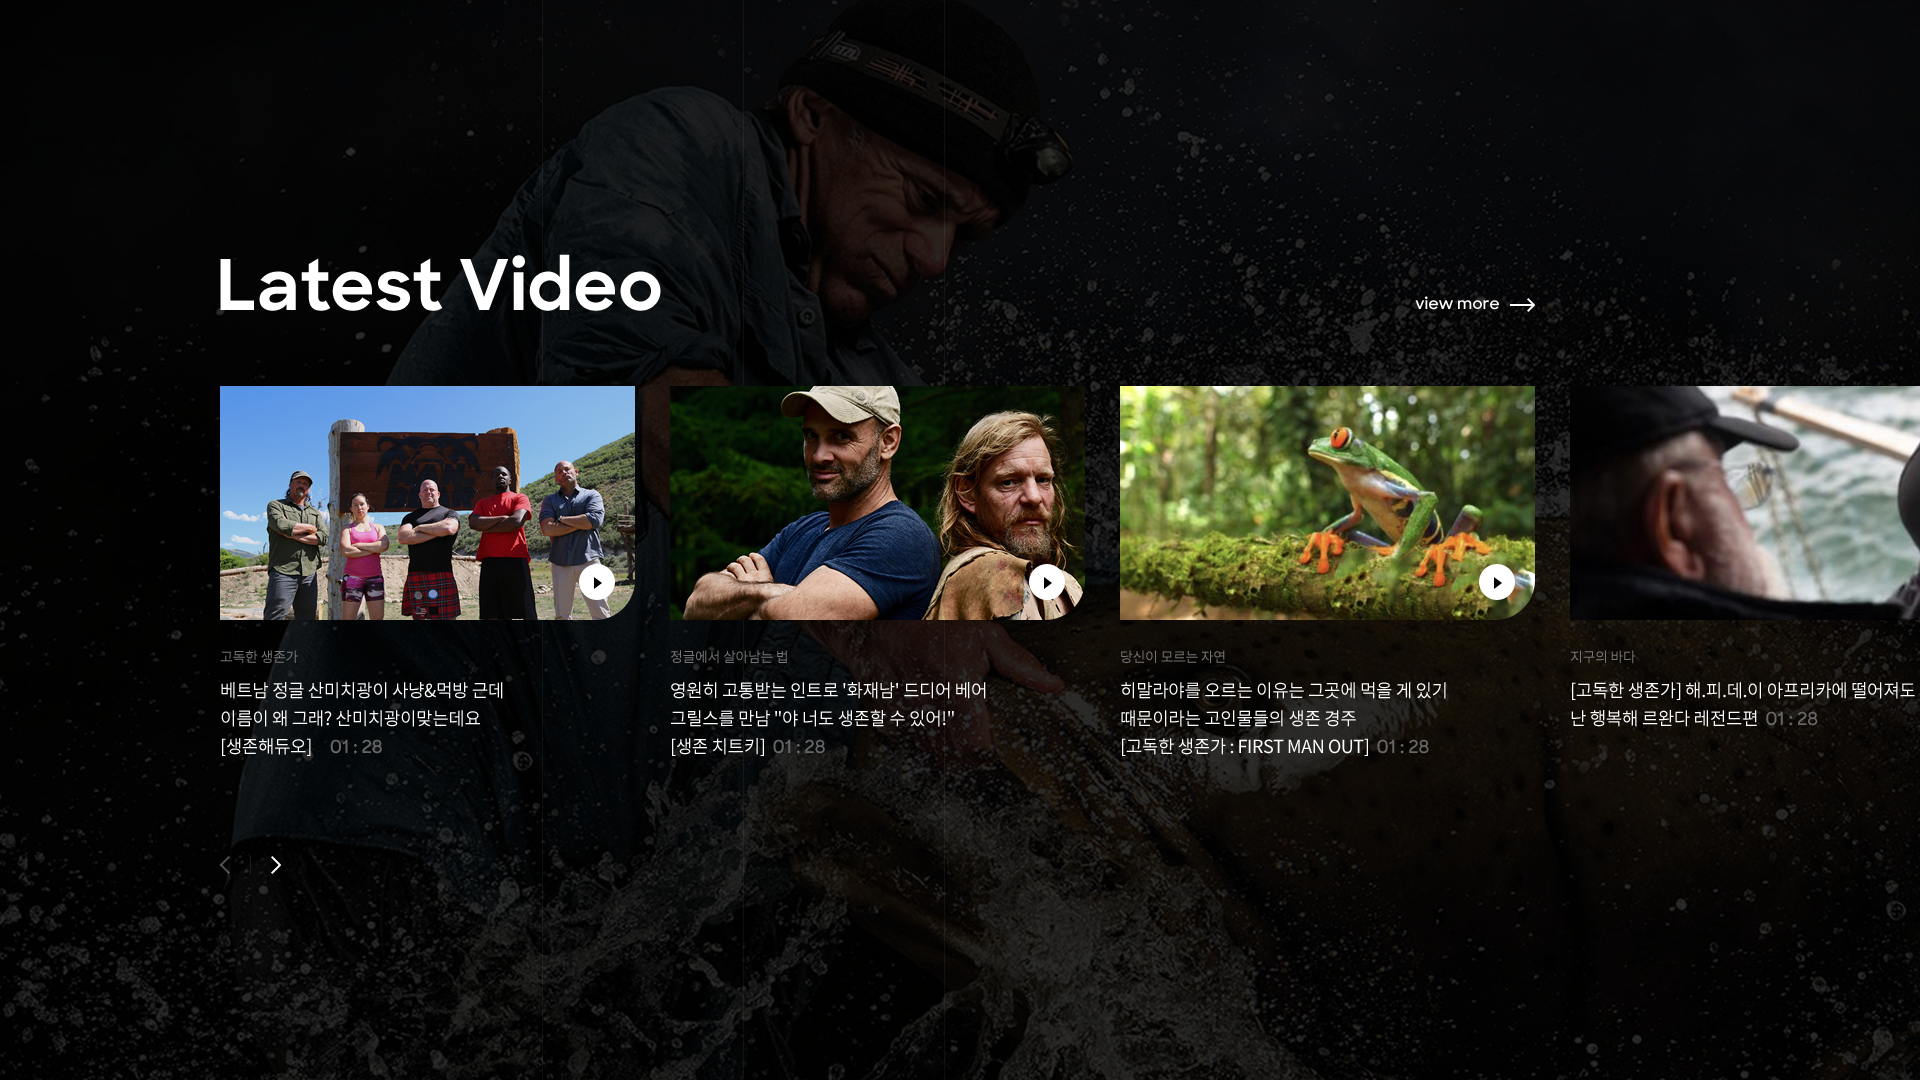 PETZL
Latest Video
view more
고독한 생존가
베트남 정글 산미치광이 사냥&먹방 근데
이름이 왜 그래? 산미치광이맞는데요
[생존해듀오] 01 : 28
정글에서 살아남는 법
영원히 고통받는 인트로 '화재남' 드디어 베어
그릴스를 만남 "야 너도 생존할 수 있어!"
[생존 치트키] 01 : 28
당신이 모르는 자연
히말라야를 오르는 이유는 그곳에 먹을 게 있기
때문이라는 고인물들의 생존 경주
[고독한 생존가 : FIRST MAN OUT] 01 : 28
지구의 바다
[고독한 생존가] 해.피.데.이 아프리카에 떨어져도
난 행복해 르완다 레전드편 01 : 28